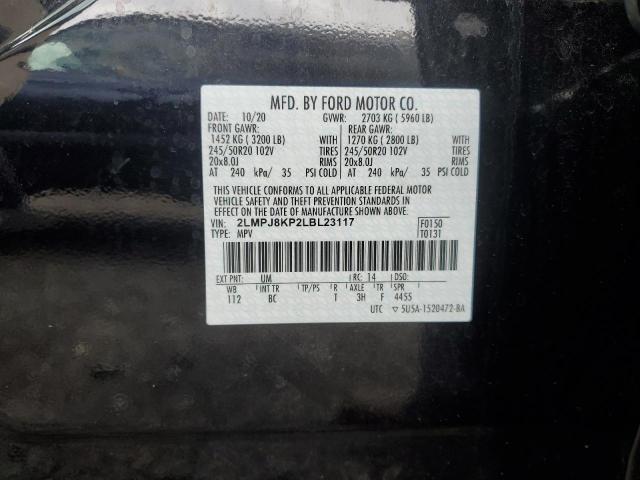 MFD. BY FORD MOTOR CO.
DATE: 10/20 GVWR: 2703 KG ( 5960 LB)
FRONT GAWR: REAR GAWR:
1452 KG ( 3200 LB) WITH 1270 KG ( 2800 LB) WITH
245/50R20 102V TIRES 245/50R20 102V TIRES
20x8.0J RIMS 20x8.0J RIMS
AT 240 kPa/ 35 PSI COLD AT 240 kPa/ 35 PSI COLD
THIS VEHICLE CONFORMS TO ALL APPLICABLE FEDERAL MOTOR
VEHICLE SAFETY AND THEFT PREVENTION STANDARDS IN
EFFECT ON THE DATE OF MANUFACTURE SHOWN ABOVE.
VIN: 2LMPJ8KP2LBL23117 F0150
TYPE: MPV T0131
EXT PNT: UM RC: 14 DSO:
WB INT TR TP/PS R AXLE TR SPR
112 BC T 3H F 4455
UTC ▽ 5U5A-1520472-BA